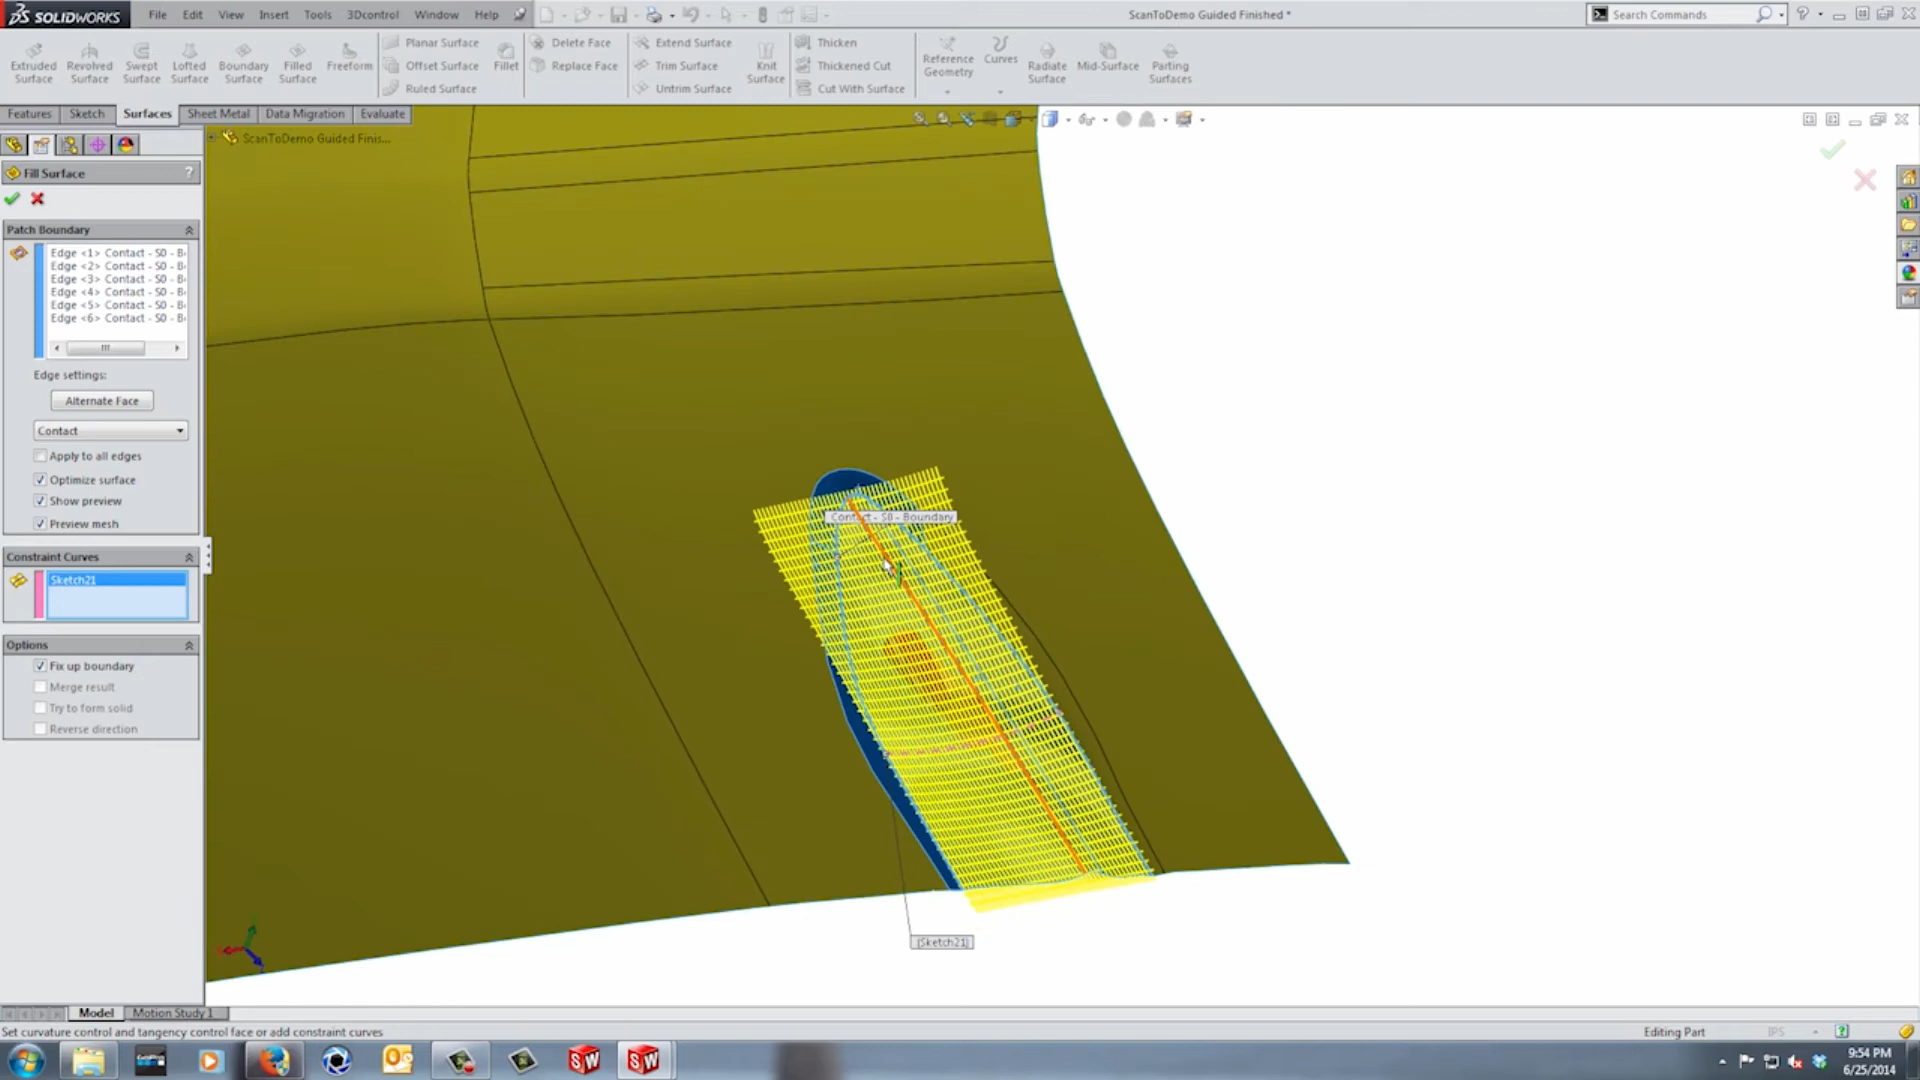 SOLIDWORKS File Edit View Insert Tools 3Dcontrol Window Help ScanToDemo Guided Finished * Search Commands
Extruded Surface
Revolved Surface
Swept Surface
Lofted Surface
Boundary Surface
Filled Surface
Freeform
Planar Surface
Offset Surface
Ruled Surface
Fillet
Delete Face
Replace Face
Extend Surface
Trim Surface
Untrim Surface
Knit Surface
Thicken
Thickened Cut
Cut With Surface
Reference Geometry
Curves
Radiate Surface
Mid-Surface
Parting Surfaces
Features Sketch Surfaces Sheet Metal Data Migration Evaluate
ScanToDemo Guided Finis...
Fill Surface ?
Patch Boundary
Edge <1> Contact - S0 - B
Edge <2> Contact - S0 - B
Edge <3> Contact - S0 - B
Edge <4> Contact - S0 - B
Edge <5> Contact - S0 - B
Edge <6> Contact - S0 - B
Edge settings:
Alternate Face
Contact
Apply to all edges
Optimize surface
Show preview
Preview mesh
Constraint Curves
Sketch21
Options
Fix up boundary
Merge result
Try to form solid
Reverse direction
Contact - S0 - Boundary
[Sketch21]
Model Motion Study 1
Set curvature control and tangency control face or add constraint curves
Editing Part IPS
9:54 PM
6/25/2014